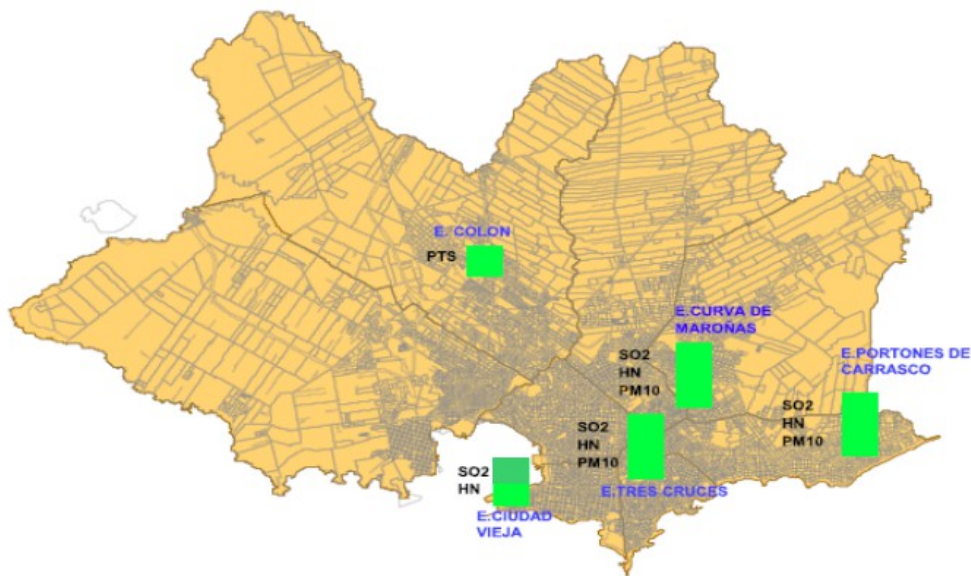 E. COLON
PTS
E.CURVA DE
MAROÑAS
SO2
HN
PM10
E.PORTONES DE
CARRASCO
SO2
HN
PM10
SO2
HN
PM10
E.TRES CRUCES
SO2
HN
E.CIUDAD
VIEJA